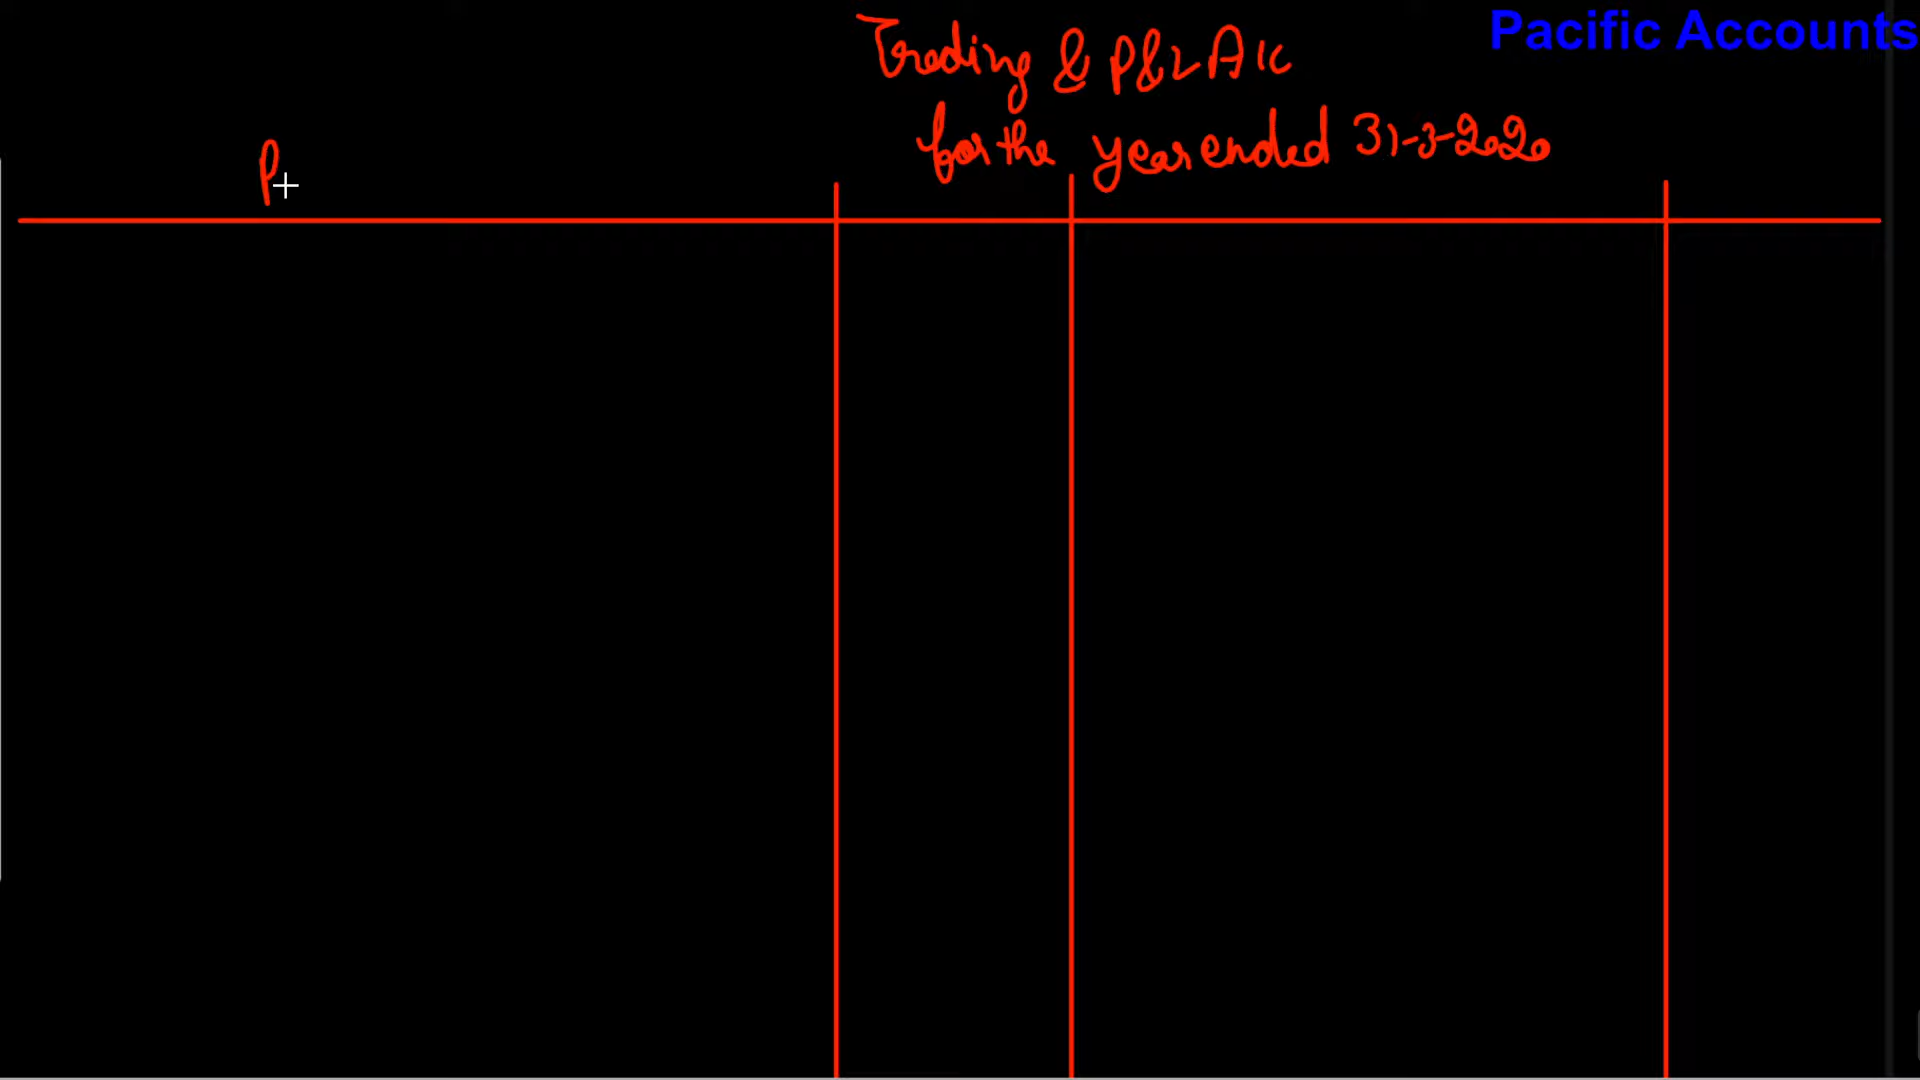 Pacific Accounts
Trading & P&L A/c
for the year ended 31-3-2020
P